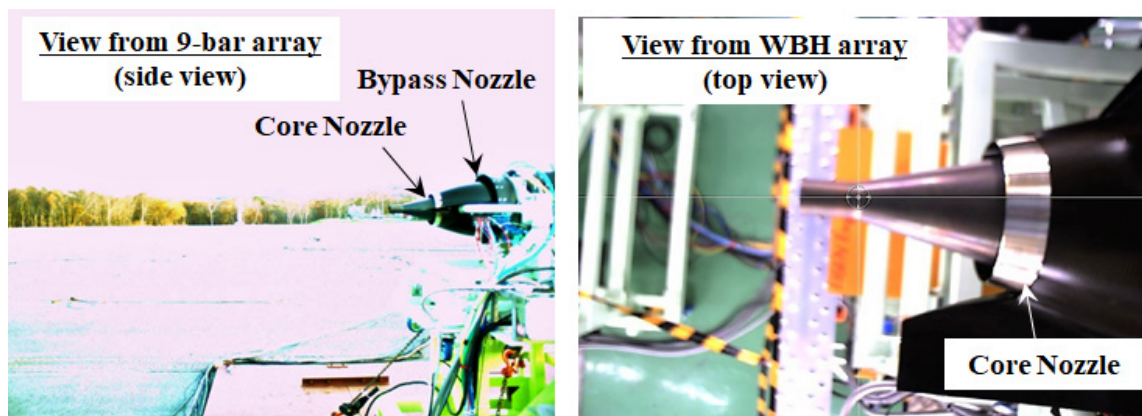 View from 9-bar array
(side view)
Bypass Nozzle
Core Nozzle
View from WBH array
(top view)
Core Nozzle